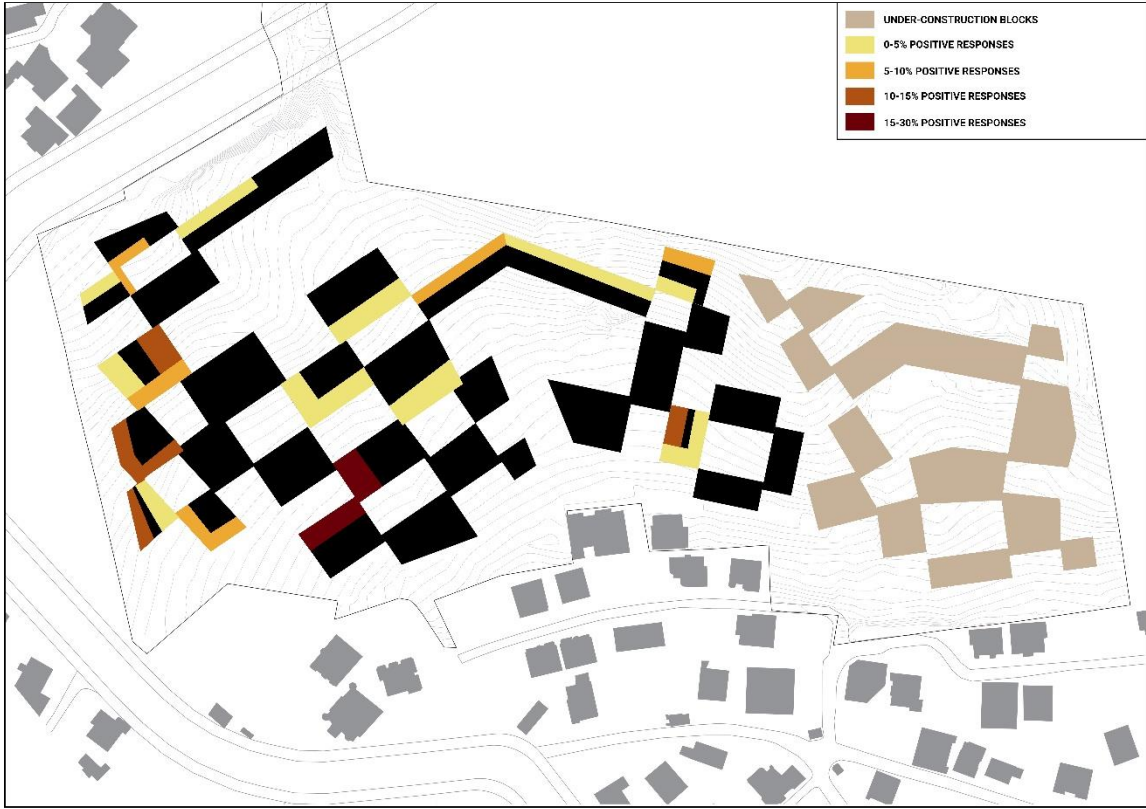 UNDER-CONSTRUCTION BLOCKS
0-5% POSITIVE RESPONSES
5-10% POSITIVE RESPONSES
10-15% POSITIVE RESPONSES
15-30% POSITIVE RESPONSES